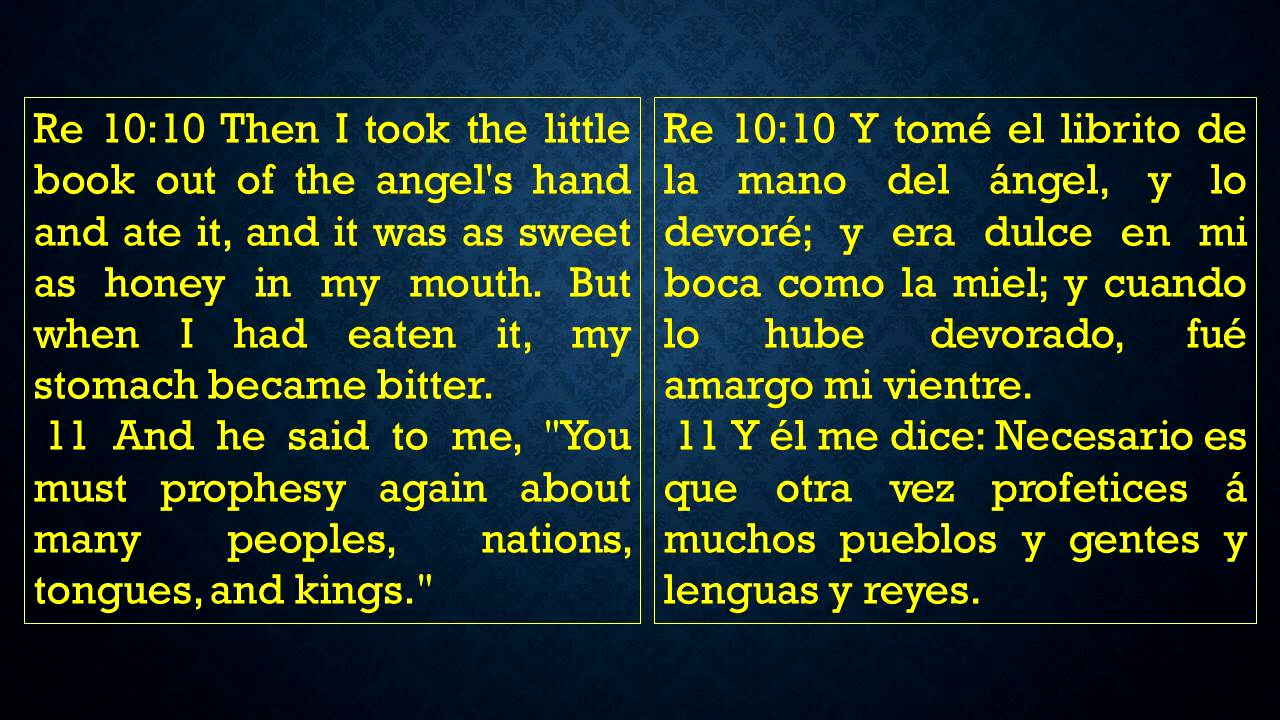 Re 10:10 Then I took the little
book out of the angel's hand
and ate it, and it was as sweet
as honey in my mouth. But
when I had eaten it, my
stomach became bitter.
11 And he said to me, "You
must prophesy again about
many peoples, nations,
tongues, and kings."
Re 10:10 Y tomé el librito de
la mano del ángel, y lo
devoré; y era dulce en mi
boca como la miel; y cuando
lo hube devorado, fué
amargo mi vientre.
11 Y él me dice: Necesario es
que otra vez profetices á
muchos pueblos y gentes y
lenguas y reyes.